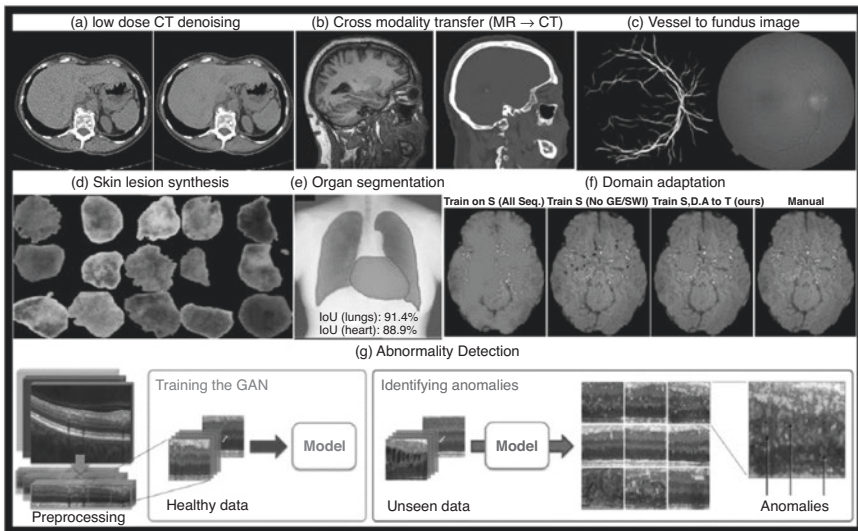 (a) low dose CT denoising
(b) Cross modality transfer (MR → CT)
(c) Vessel to fundus image
(d) Skin lesion synthesis
(e) Organ segmentation
(f) Domain adaptation
Train on S (All Seq.) Train S (No GE/SWI) Train S,D.A to T (ours) Manual
IoU (lungs): 91.4%
IoU (heart): 88.9%
(g) Abnormality Detection
Training the GAN
Identifying anomalies
Model
Model
Preprocessing
Healthy data
Unseen data
Anomalies